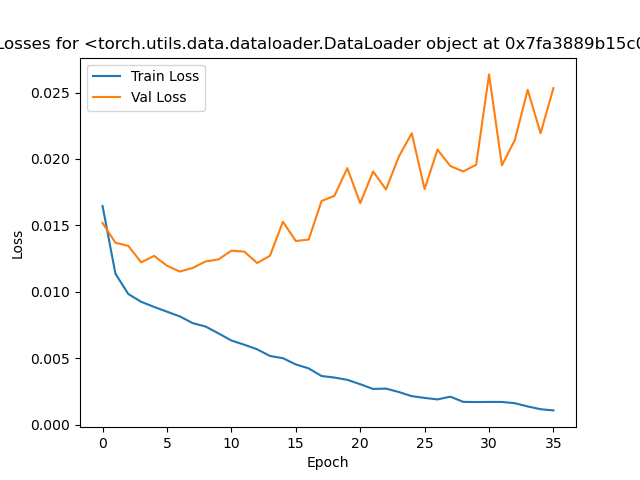 Losses for <torch.utils.data.dataloader.DataLoader object at 0x7fa3889b15c0
Train Loss
Val Loss
0.025
0.020
0.015
0.010
0.005
0.000
Loss
0 5 10 15 20 25 30 35
Epoch